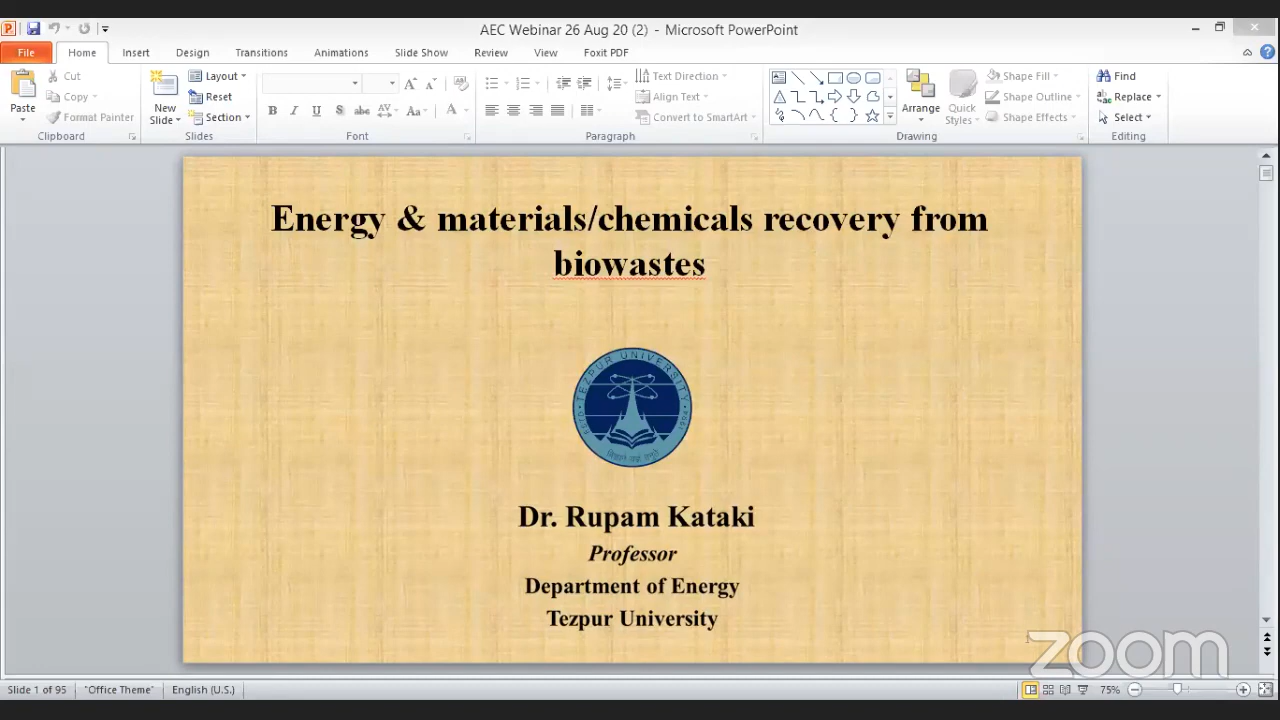 AEC Webinar 26 Aug 20 (2) - Microsoft PowerPoint
File Home Insert Design Transitions Animations Slide Show Review View Foxit PDF
Paste
Cut
Copy
Format Painter
Clipboard
New Slide
Layout
Reset
Section
Slides
Font
Text Direction
Align Text
Convert to SmartArt
Paragraph
Arrange
Quick Styles
Shape Fill
Shape Outline
Shape Effects
Drawing
Find
Replace
Select
Editing
Energy & materials/chemicals recovery from
biowastes
TEZPUR UNIVERSITY
Dr. Rupam Kataki
Professor
Department of Energy
Tezpur University
zoom
Slide 1 of 95 "Office Theme" English (U.S.) 75%